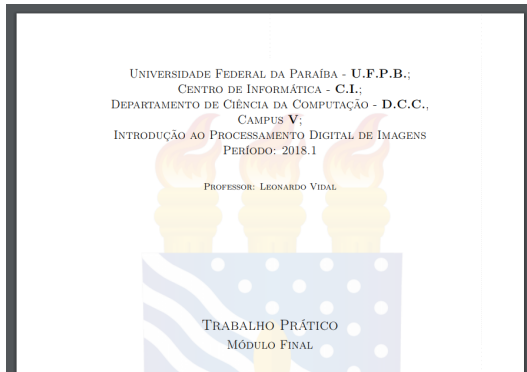 Universidade Federal da Paraíba - U.F.P.B.;
Centro de Informática - C.I.;
Departamento de Ciência da Computação - D.C.C.,
Campus V;
Introdução ao Processamento Digital de Imagens
Período: 2018.1
Professor: Leonardo Vidal
Trabalho Prático
Módulo Final